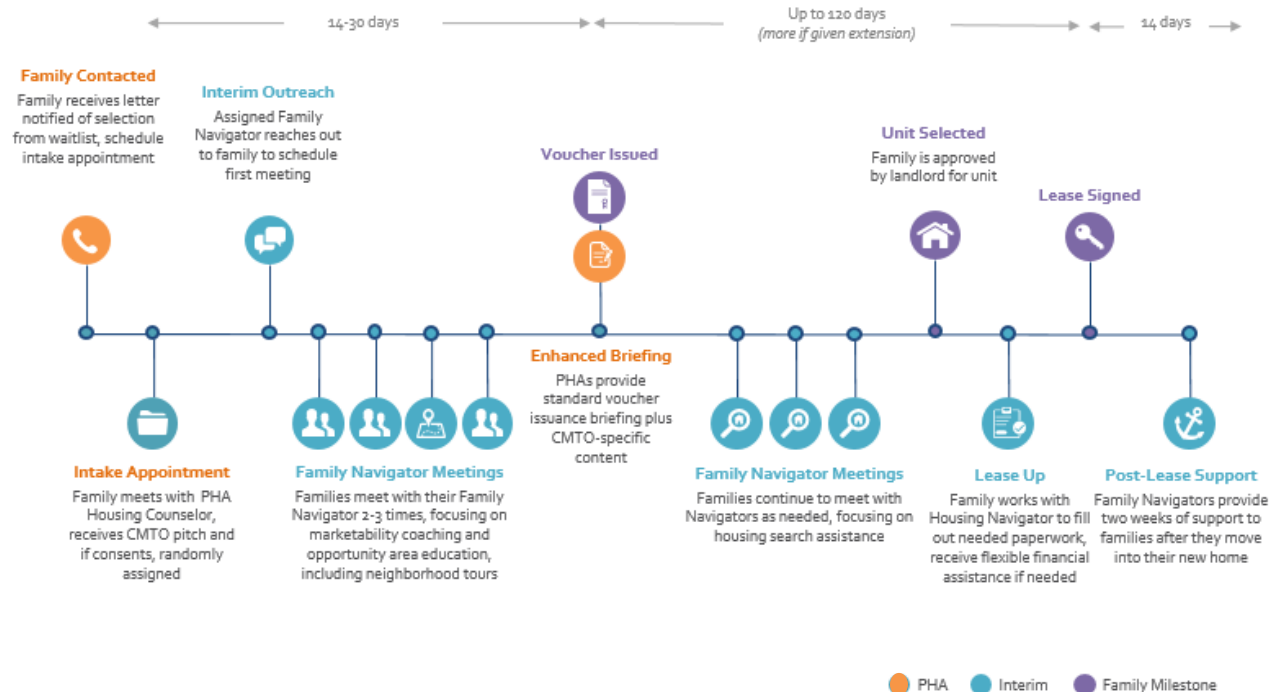 14-30 days
Up to 120 days
(more if given extension)
14 days
Family Contacted
Family receives letter
notified of selection
from waitlist, schedule
intake appointment
Interim Outreach
Assigned Family
Navigator reaches out
to family to schedule
first meeting
Voucher Issued
Unit Selected
Family is approved
by landlord for unit
Lease Signed
Intake Appointment
Family meets with PHA
Housing Counselor,
receives CMTO pitch and
if consents, randomly
assigned
Family Navigator Meetings
Families meet with their Family
Navigator 2-3 times, focusing on
marketability coaching and
opportunity area education,
including neighborhood tours
Enhanced Briefing
PHAs provide
standard voucher
issuance briefing plus
CMTO-specific
content
Family Navigator Meetings
Families continue to meet with
Navigators as needed, focusing on
housing search assistance
Lease Up
Family works with
Housing Navigator to fill
out needed paperwork,
receive flexible financial
assistance if needed
Post-Lease Support
Family Navigators provide
two weeks of support to
families after they move
into their new home
PHA
Interim
Family Milestone